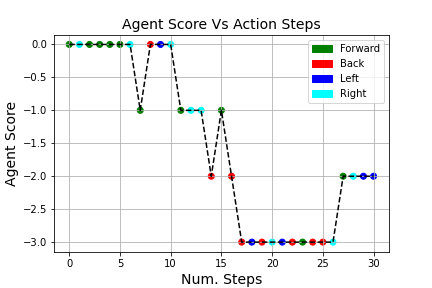 Agent Score Vs Action Steps
0.0
−0.5
−1.0
−1.5
−2.0
−2.5
−3.0
Agent Score
Forward
Back
Left
Right
0 5 10 15 20 25 30
Num. Steps